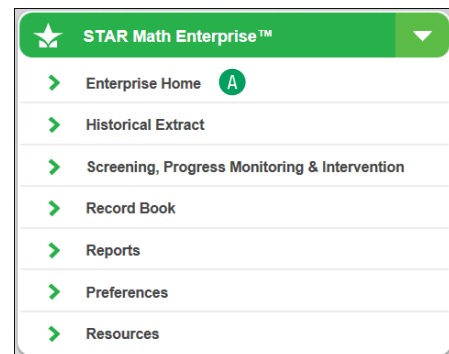 STAR Math Enterprise™
Enterprise Home A
Historical Extract
Screening, Progress Monitoring & Intervention
Record Book
Reports
Preferences
Resources